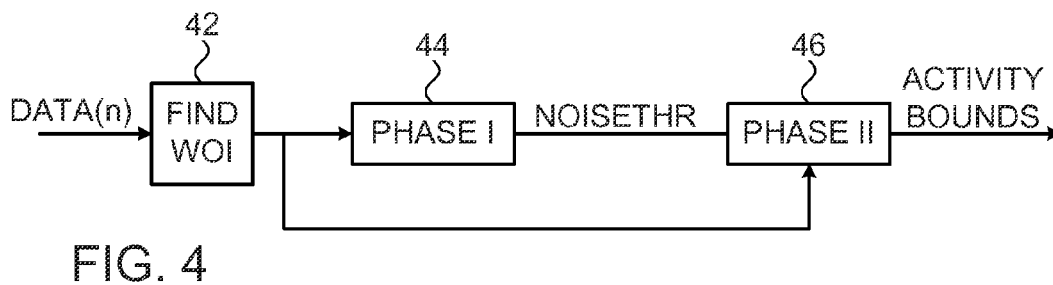 42
44
46
DATA(n)
FIND
WOI
PHASE I
NOISETHR
PHASE II
ACTIVITY
BOUNDS
FIG. 4